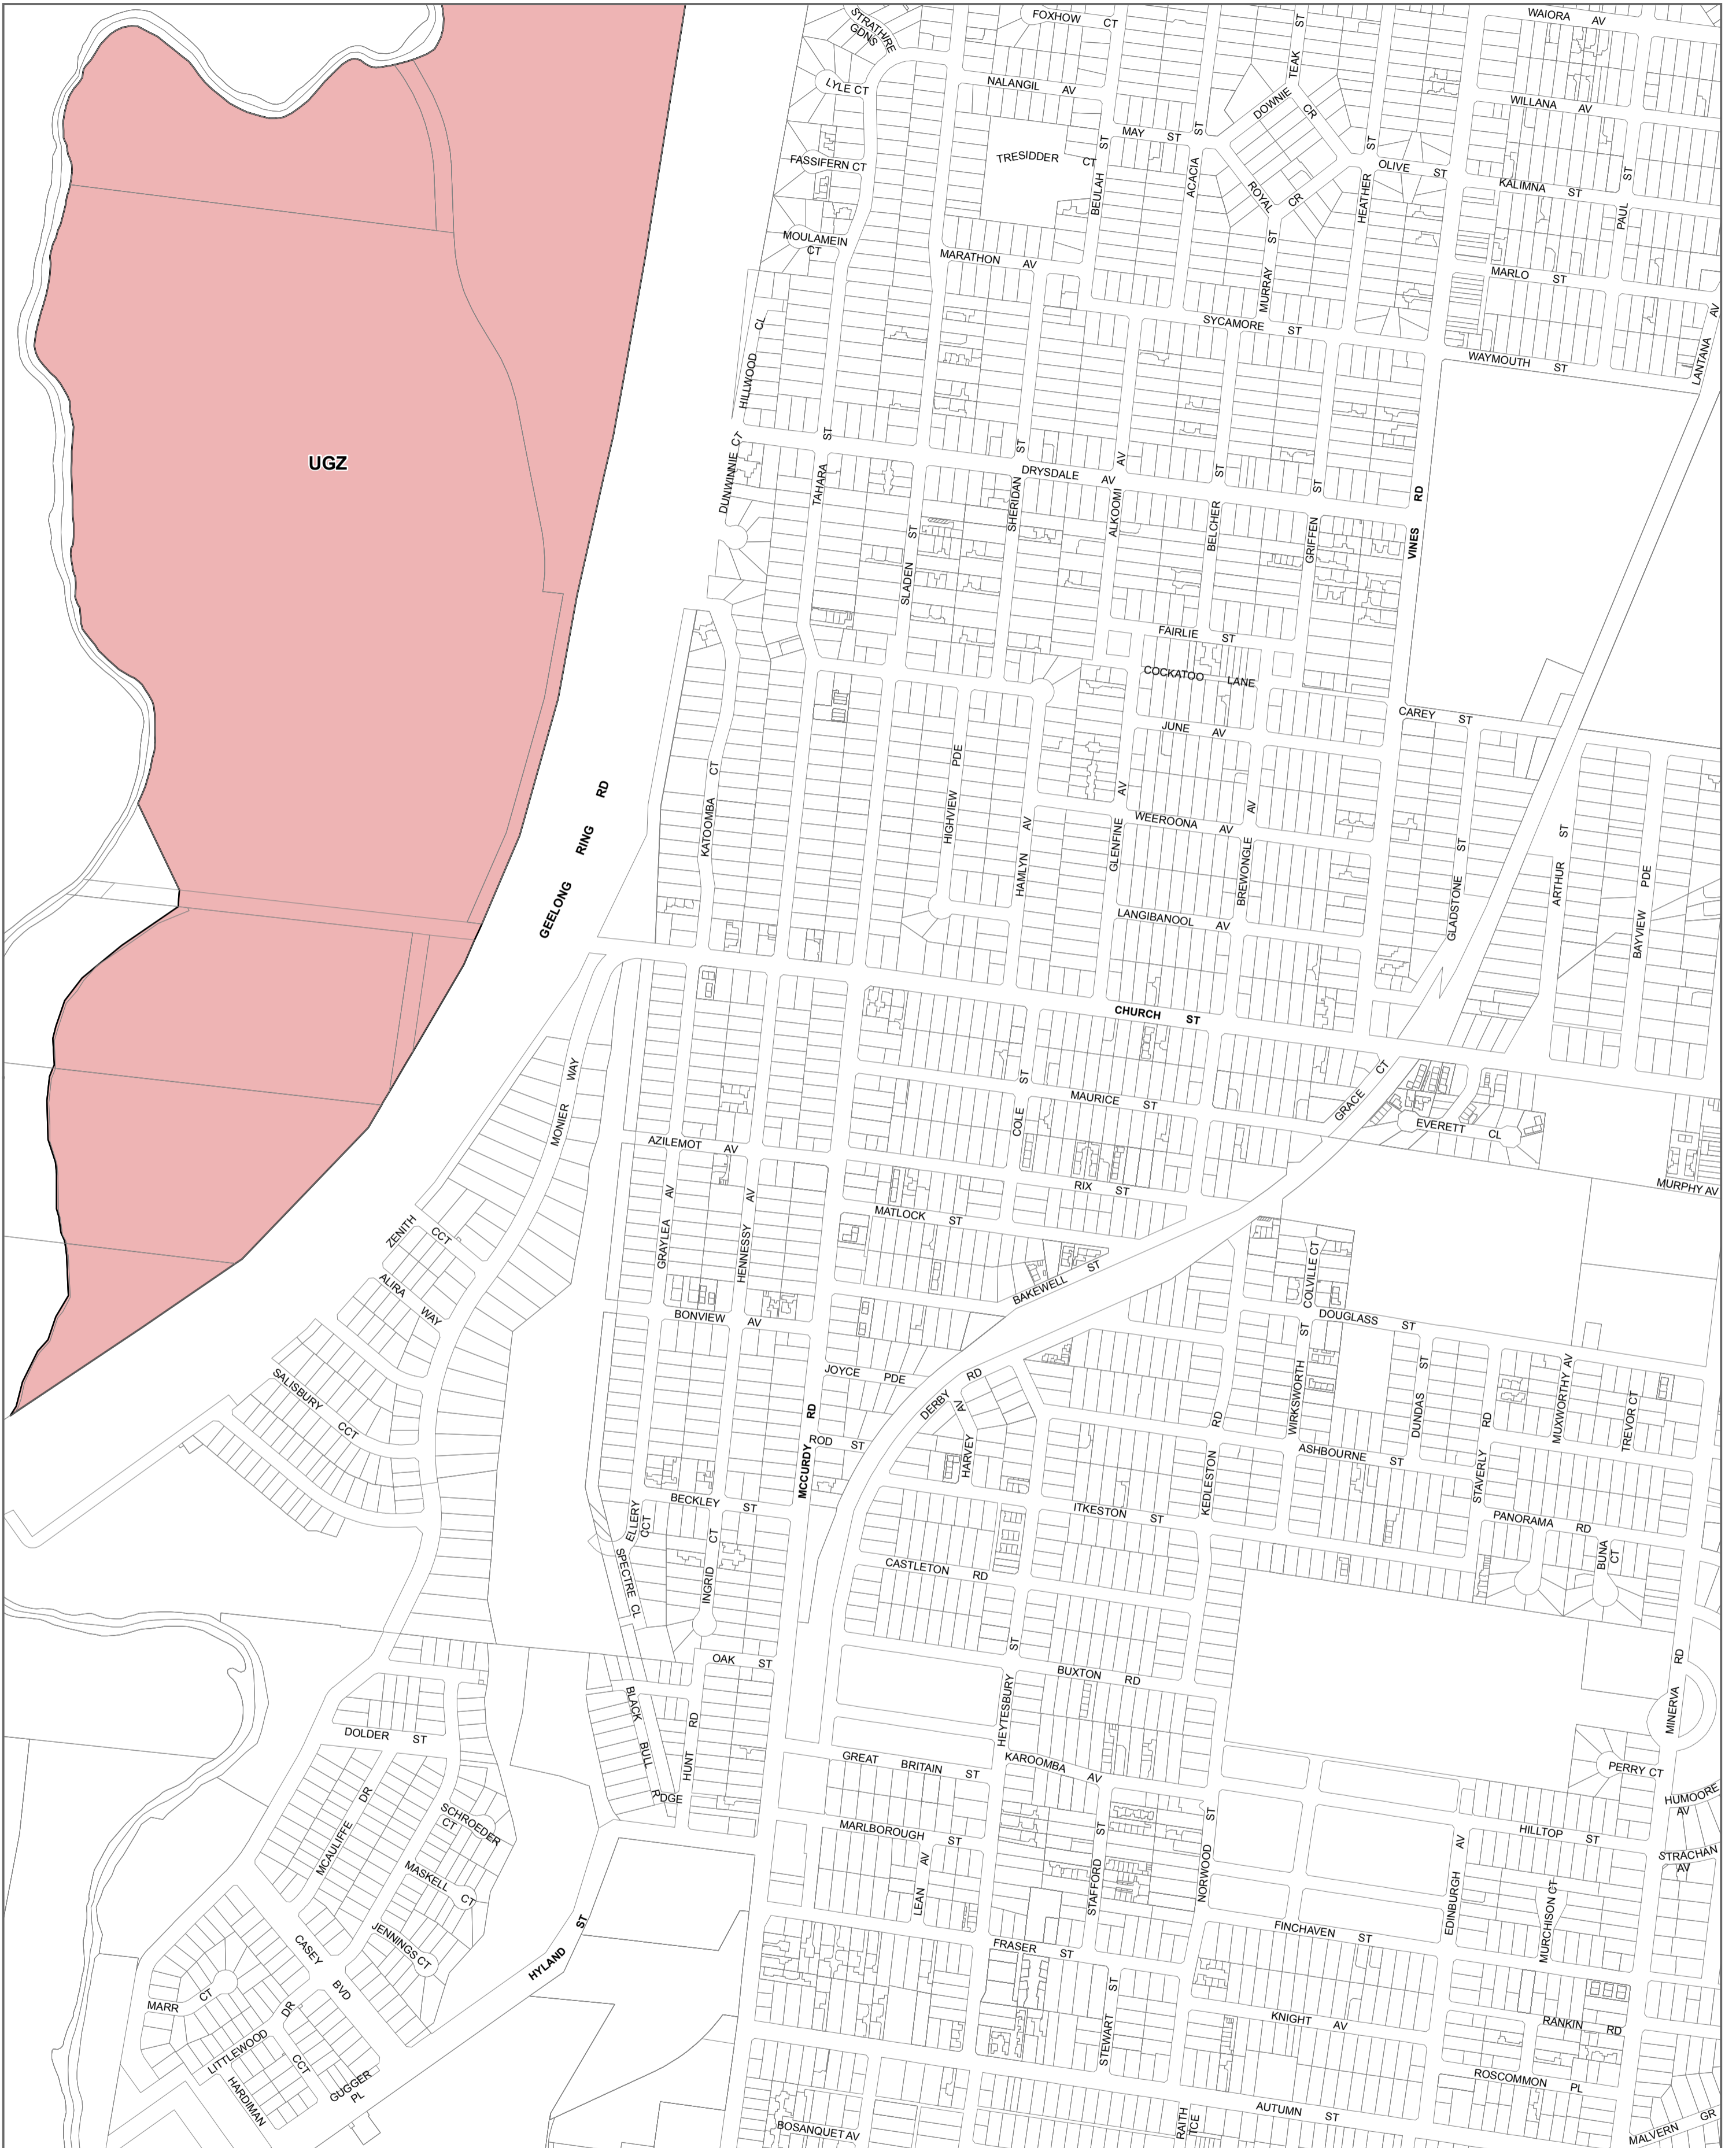 STRATHIRE GDNS
FOXHOW CT
TEAK ST
WAIORA AV
LYLE CT
NALANGIL AV
DOWNIE CR
WILLANA AV
MAY ST
TRESIDDER CT
FASSIFERN CT
BEULAH ST
ACACIA ST
ROYAL CR
HEATHER ST
OLIVE ST
KALIMNA ST
PAUL ST
MOULAMEIN CT
MARATHON AV
MURRAY ST
MARLO ST
HILLWOOD CL
SYCAMORE ST
WAYMOUTH ST
LANTANA AV
UGZ
DUNWINNIE CT
TAHARA ST
SHERIDAN ST
DRYSDALE AV
ALKOOMI AV
BELCHER ST
GRIFFEN ST
VINES RD
SLADEN ST
FAIRLIE ST
COCKATOO LANE
CAREY ST
JUNE AV
GEELONG RING RD
KATOOMBA CT
HIGHVIEW PDE
HAMLYN AV
GLENFINE AV
WEEROONA AV
BREWONGLE AV
GLADSTONE ST
ARTHUR ST
BAYVIEW PDE
LANGIBANOOL AV
CHURCH ST
MONIER WAY
COLE ST
MAURICE ST
GRACE CT
EVERETT CL
AZILEMOT AV
RIX ST
MURPHY AV
ZENITH CCT
GRAYLEA AV
HENNESSY AV
MATLOCK ST
ALIRA WAY
BAKEWELL ST
COLVILLE CT
BONVIEW AV
DOUGLASS ST
SALISBURY CCT
JOYCE PDE
DERBY RD
HARVEY AV
WIRKSWORTH ST
DUNDAS ST
MUXWORTHY AV
TREVOR CT
MCCURDY RD
ROD ST
KEDLESTON RD
ASHBOURNE ST
STAVERLY RD
ELLERY CCT
BECKLEY ST
ITKESTON ST
PANORAMA RD
BUNA CT
SPECTRE CL
INGRID CT
CASTLETON RD
OAK ST
BUXTON RD
HEYTESBURY ST
MINERVA RD
BLACK BULL RDGE
HUNT RD
DOLDER ST
GREAT BRITAIN ST
KAROOMBA AV
PERRY CT
HUMOORE AV
MCAULIFFE DR
SCHROEDER CT
MARLBOROUGH ST
HILLTOP ST
STRACHAN AV
MASKELL CT
LEAN AV
STAFFORD ST
NORWOOD ST
EDINBURGH AV
MURCHISON CT
JENNINGS CT
CASEY BVD
HYLAND ST
FRASER ST
FINCHAVEN ST
MARR CT
LITTLEWOOD DR
STEWART ST
KNIGHT AV
RANKIN RD
HARDIMAN CCT
GUGGER PL
ROSCOMMON PL
BOSANQUET AV
RAITH TCE
AUTUMN ST
MALVERN GR